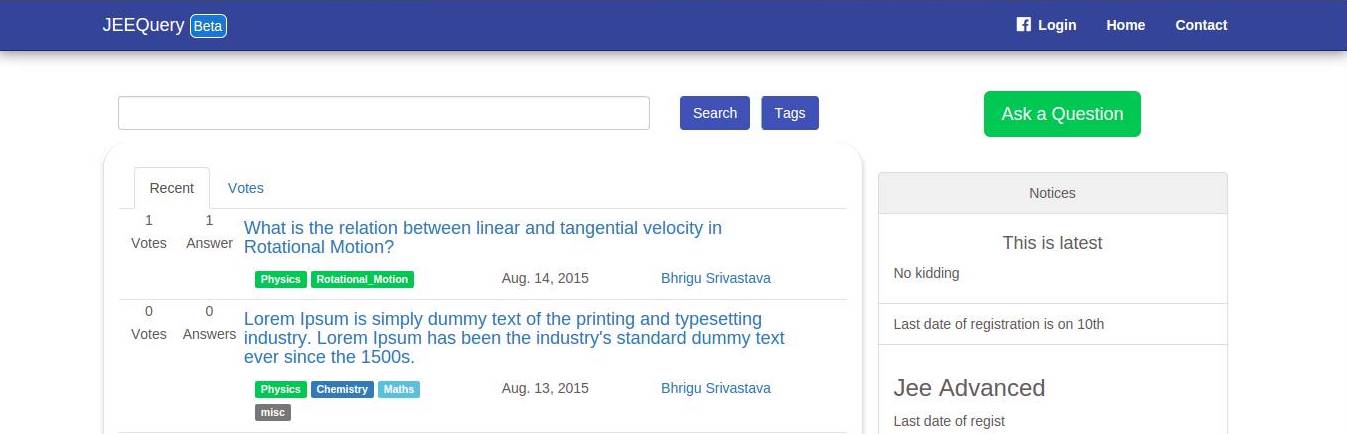 JEEQuery Beta Login Home Contact
Search Tags Ask a Question
Recent Votes
1 1 What is the relation between linear and tangential velocity in
Votes Answer Rotational Motion?
Physics Rotational_Motion Aug. 14, 2015 Bhrigu Srivastava
0 0 Lorem Ipsum is simply dummy text of the printing and typesetting
Votes Answers industry. Lorem Ipsum has been the industry's standard dummy text
ever since the 1500s.
Physics Chemistry Maths Aug. 13, 2015 Bhrigu Srivastava
misc
Notices
This is latest
No kidding
Last date of registration is on 10th
Jee Advanced
Last date of regist